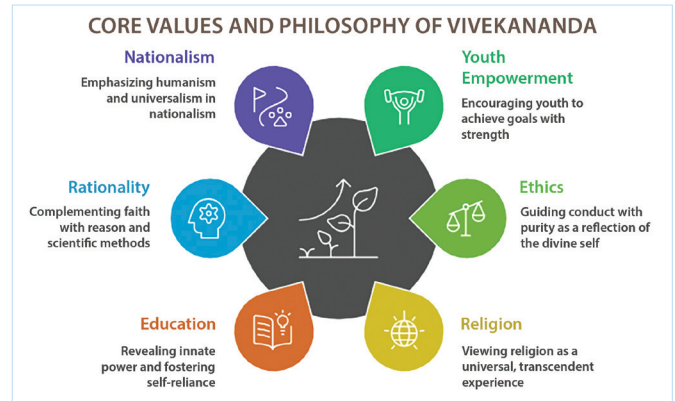 CORE VALUES AND PHILOSOPHY OF VIVEKANANDA
Nationalism
Emphasizing humanism
and universalism in
nationalism
Youth
Empowerment
Encouraging youth to
achieve goals with
strength
Rationality
Complementing faith
with reason and
scientific methods
Ethics
Guiding conduct with
purity as a reflection of
the divine self
Education
Revealing innate
power and fostering
self-reliance
Religion
Viewing religion as a
universal, transcendent
experience